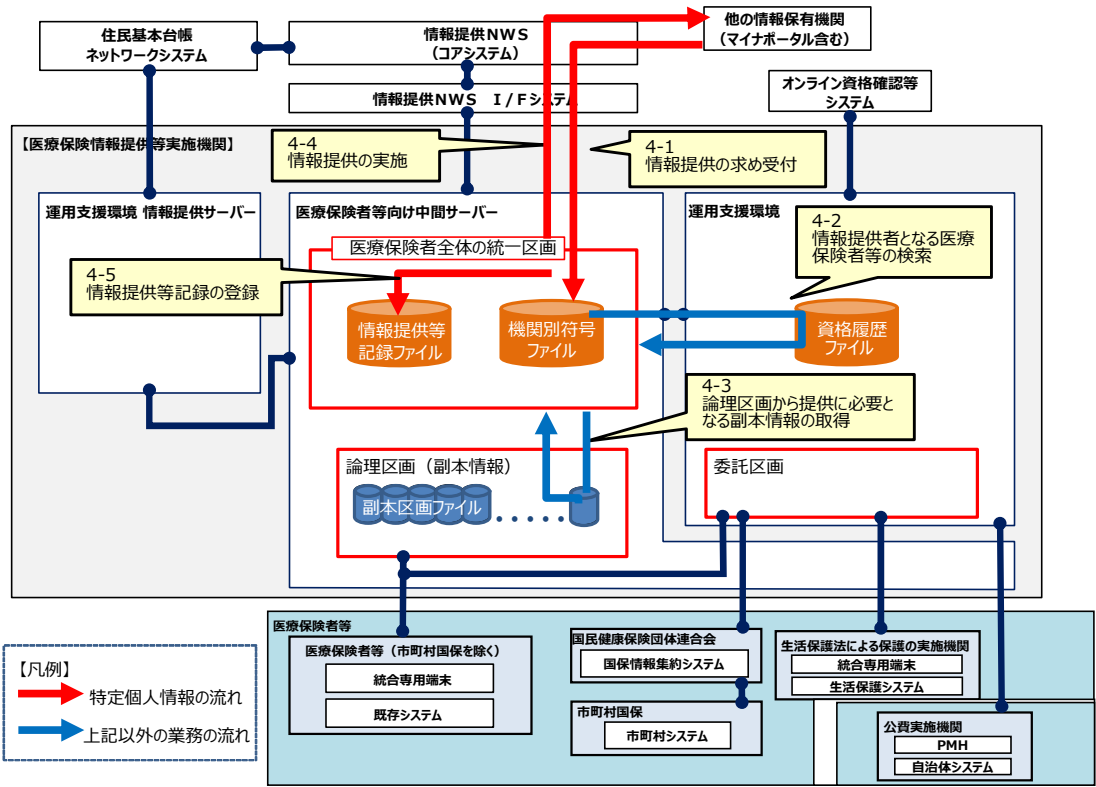 住民基本台帳
ネットワークシステム
情報提供NWS
（コアシステム）
他の情報保有機関
（マイナポータル含む）
情報提供NWS　I／Fシステム
オンライン資格確認等
システム
【医療保険情報提供等実施機関】
4-4
情報提供の実施
4-1
情報提供の求め受付
運用支援環境 情報提供サーバー
医療保険者等向け中間サーバー
運用支援環境
4-2
情報提供者となる医療
保険者等の検索
医療保険者全体の統一区画
4-5
情報提供等記録の登録
情報提供等
記録ファイル
機関別符号
ファイル
資格履歴
ファイル
4-3
論理区画から提供に必要と
なる副本情報の取得
論理区画（副本情報）
副本区画ファイル
・・・・・・
委託区画
医療保険者等
医療保険者等（市町村国保を除く）
統合専用端末
既存システム
国民健康保険団体連合会
国保情報集約システム
市町村国保
市町村システム
生活保護法による保護の実施機関
統合専用端末
生活保護システム
公費実施機関
PMH
自治体システム
【凡例】
特定個人情報の流れ
上記以外の業務の流れ